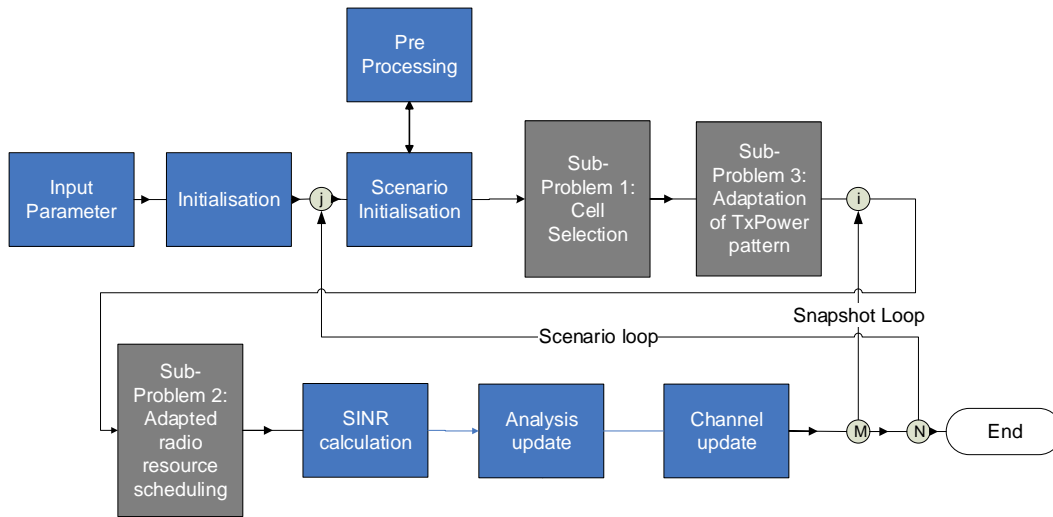 Pre
Processing
Input
Parameter
Initialisation
j
Scenario
Initialisation
Sub-
Problem 1:
Cell
Selection
Sub-
Problem 3:
Adaptation
of TxPower
pattern
i
Snapshot Loop
Scenario loop
Sub-
Problem 2:
Adapted
radio
resource
scheduling
SINR
calculation
Analysis
update
Channel
update
M
N
End